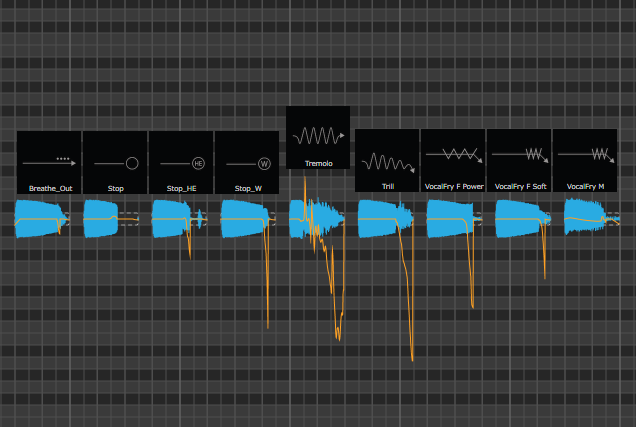 HE
W
Tremolo
Breathe_Out
Stop
Stop_HE
Stop_W
Trill
VocalFry F Power
VocalFry F Soft
VocalFry M